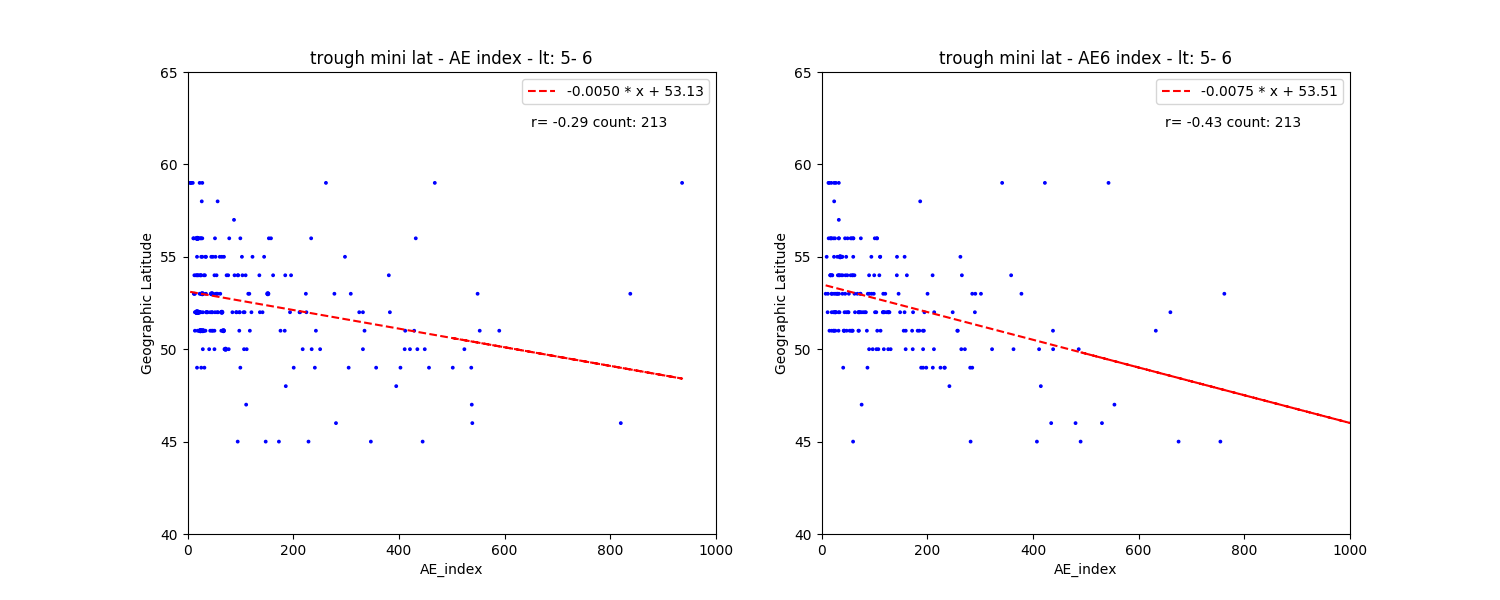 trough mini lat - AE index - lt: 5- 6
-0.0050 * x + 53.13
r= -0.29 count: 213
65
60
55
50
45
40
Geographic Latitude
0 200 400 600 800 1000
AE_index
trough mini lat - AE6 index - lt: 5- 6
-0.0075 * x + 53.51
r= -0.43 count: 213
65
60
55
50
45
40
Geographic Latitude
0 200 400 600 800 1000
AE_index